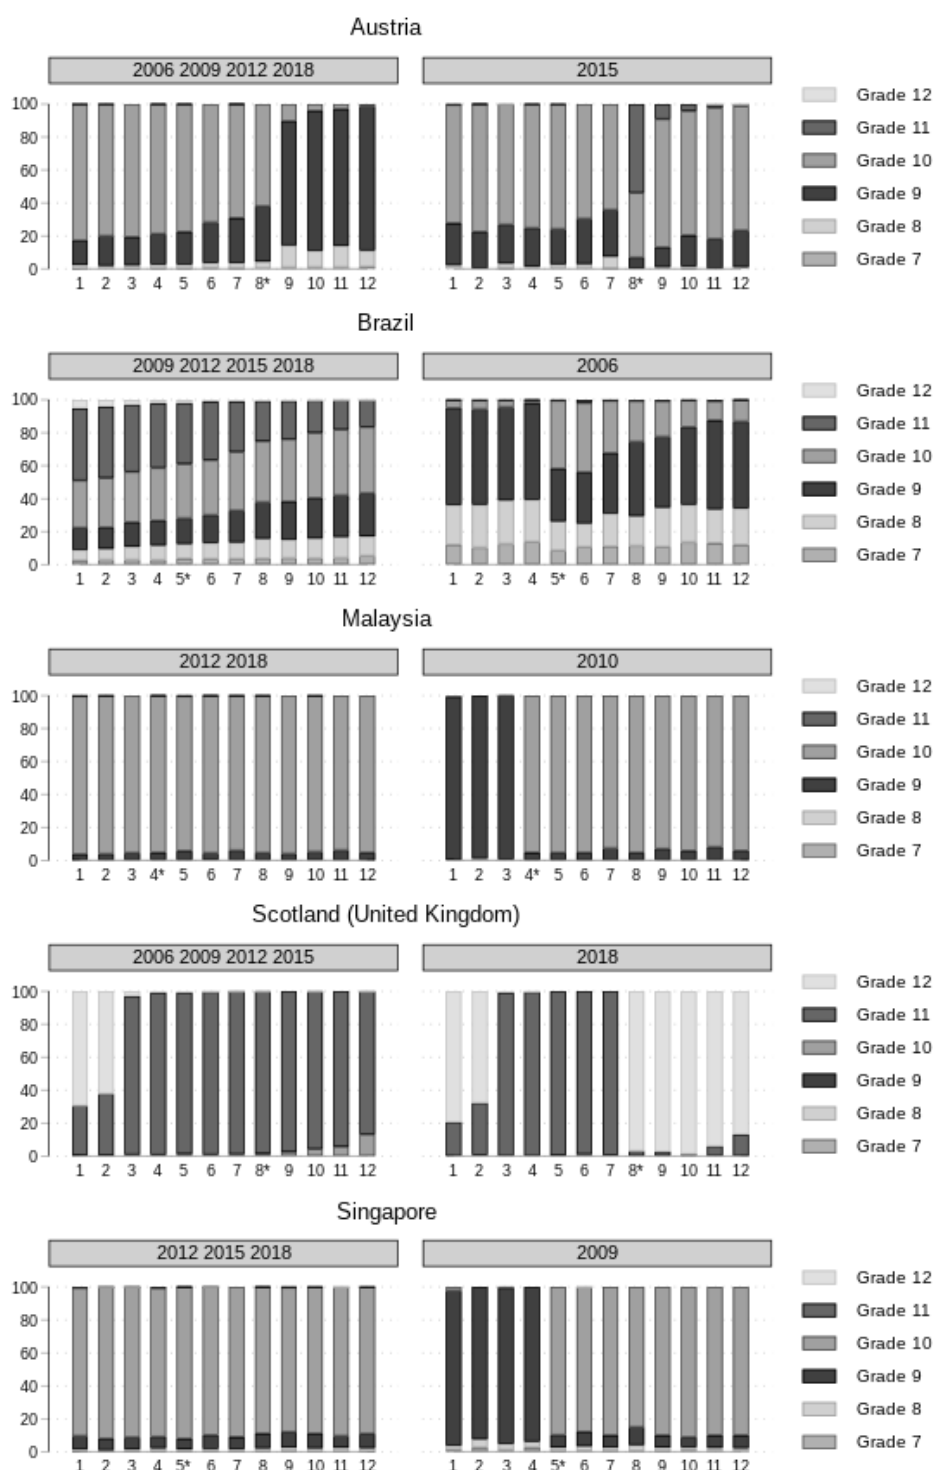 Austria
2006 2009 2012 2018
2015
100
80
60
40
20
0
1 2 3 4 5 6 7 8* 9 10 11 12
1 2 3 4 5 6 7 8* 9 10 11 12
Grade 12
Grade 11
Grade 10
Grade 9
Grade 8
Grade 7
Brazil
2009 2012 2015 2018
2006
100
80
60
40
20
0
1 2 3 4 5* 6 7 8 9 10 11 12
1 2 3 4 5* 6 7 8 9 10 11 12
Grade 12
Grade 11
Grade 10
Grade 9
Grade 8
Grade 7
Malaysia
2012 2018
2010
100
80
60
40
20
0
1 2 3 4* 5 6 7 8 9 10 11 12
1 2 3 4* 5 6 7 8 9 10 11 12
Grade 12
Grade 11
Grade 10
Grade 9
Grade 8
Grade 7
Scotland (United Kingdom)
2006 2009 2012 2015
2018
100
80
60
40
20
0
1 2 3 4 5 6 7 8* 9 10 11 12
1 2 3 4 5 6 7 8* 9 10 11 12
Grade 12
Grade 11
Grade 10
Grade 9
Grade 8
Grade 7
Singapore
2012 2015 2018
2009
100
80
60
40
20
0
1 2 3 4 5* 6 7 8 9 10 11 12
1 2 3 4 5* 6 7 8 9 10 11 12
Grade 12
Grade 11
Grade 10
Grade 9
Grade 8
Grade 7